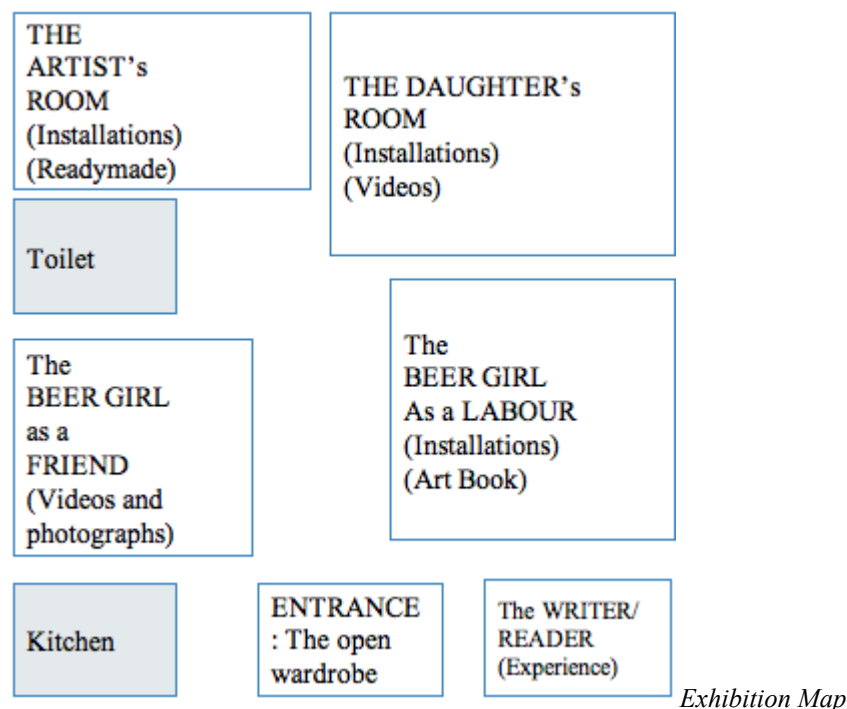 THE
ARTIST's
ROOM
(Installations)
(Readymade)
THE DAUGHTER's
ROOM
(Installations)
(Videos)
Toilet
The
BEER GIRL
as a
FRIEND
(Videos and
photographs)
The
BEER GIRL
As a LABOUR
(Installations)
(Art Book)
Kitchen
ENTRANCE
: The open
wardrobe
The WRITER/
READER
(Experience)
Exhibition Map